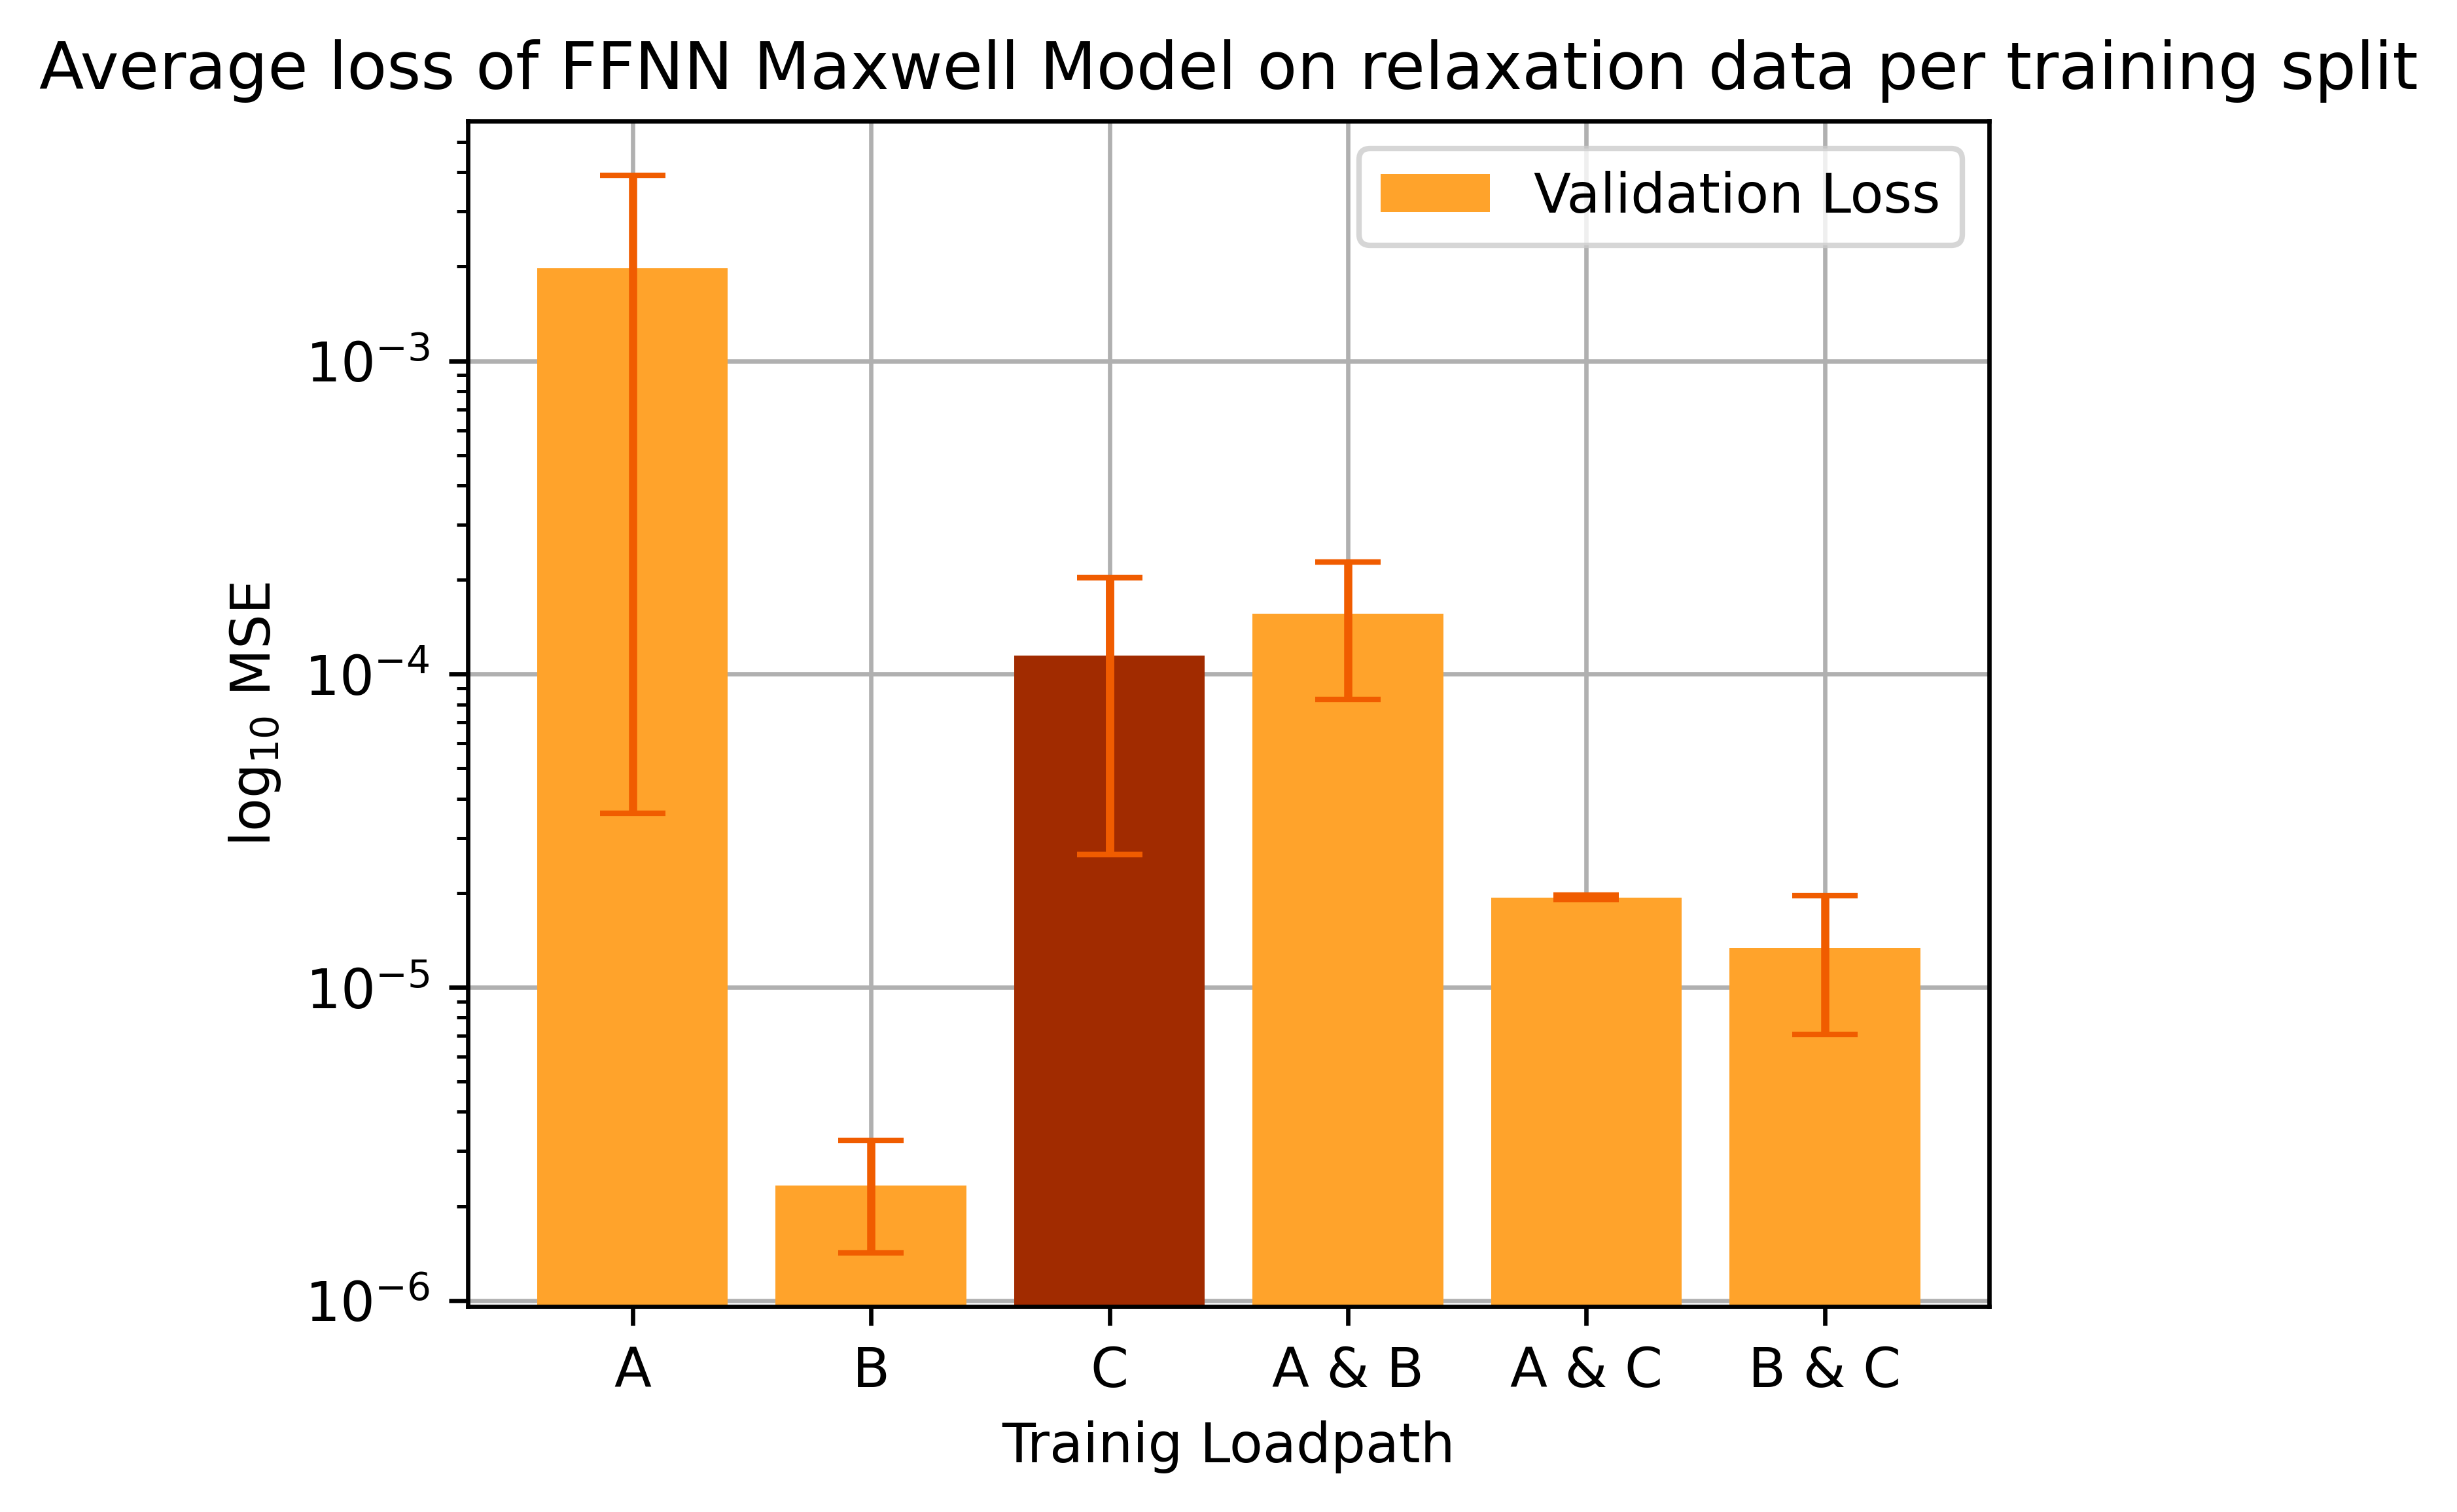 Average loss of FFNN Maxwell Model on relaxation data per training split
Validation Loss
10⁻³
10⁻⁴
10⁻⁵
10⁻⁶
log₁₀ MSE
A B C A & B A & C B & C
Trainig Loadpath